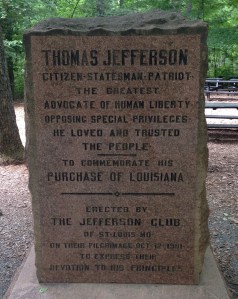 THOMAS JEFFERSON
CITIZEN-STATESMAN-PATRIOT
THE GREATEST
ADVOCATE OF HUMAN LIBERTY
OPPOSING SPECIAL PRIVILEGES
HE LOVED AND TRUSTED
THE PEOPLE
TO COMMEMORATE HIS
PURCHASE OF LOUISIANA
ERECTED BY
THE JEFFERSON CLUB
OF ST. LOUIS, MO.
ON THEIR PILGRIMAGE OCT. 12, 1901
TO EXPRESS THEIR
DEVOTION TO HIS PRINCIPLES